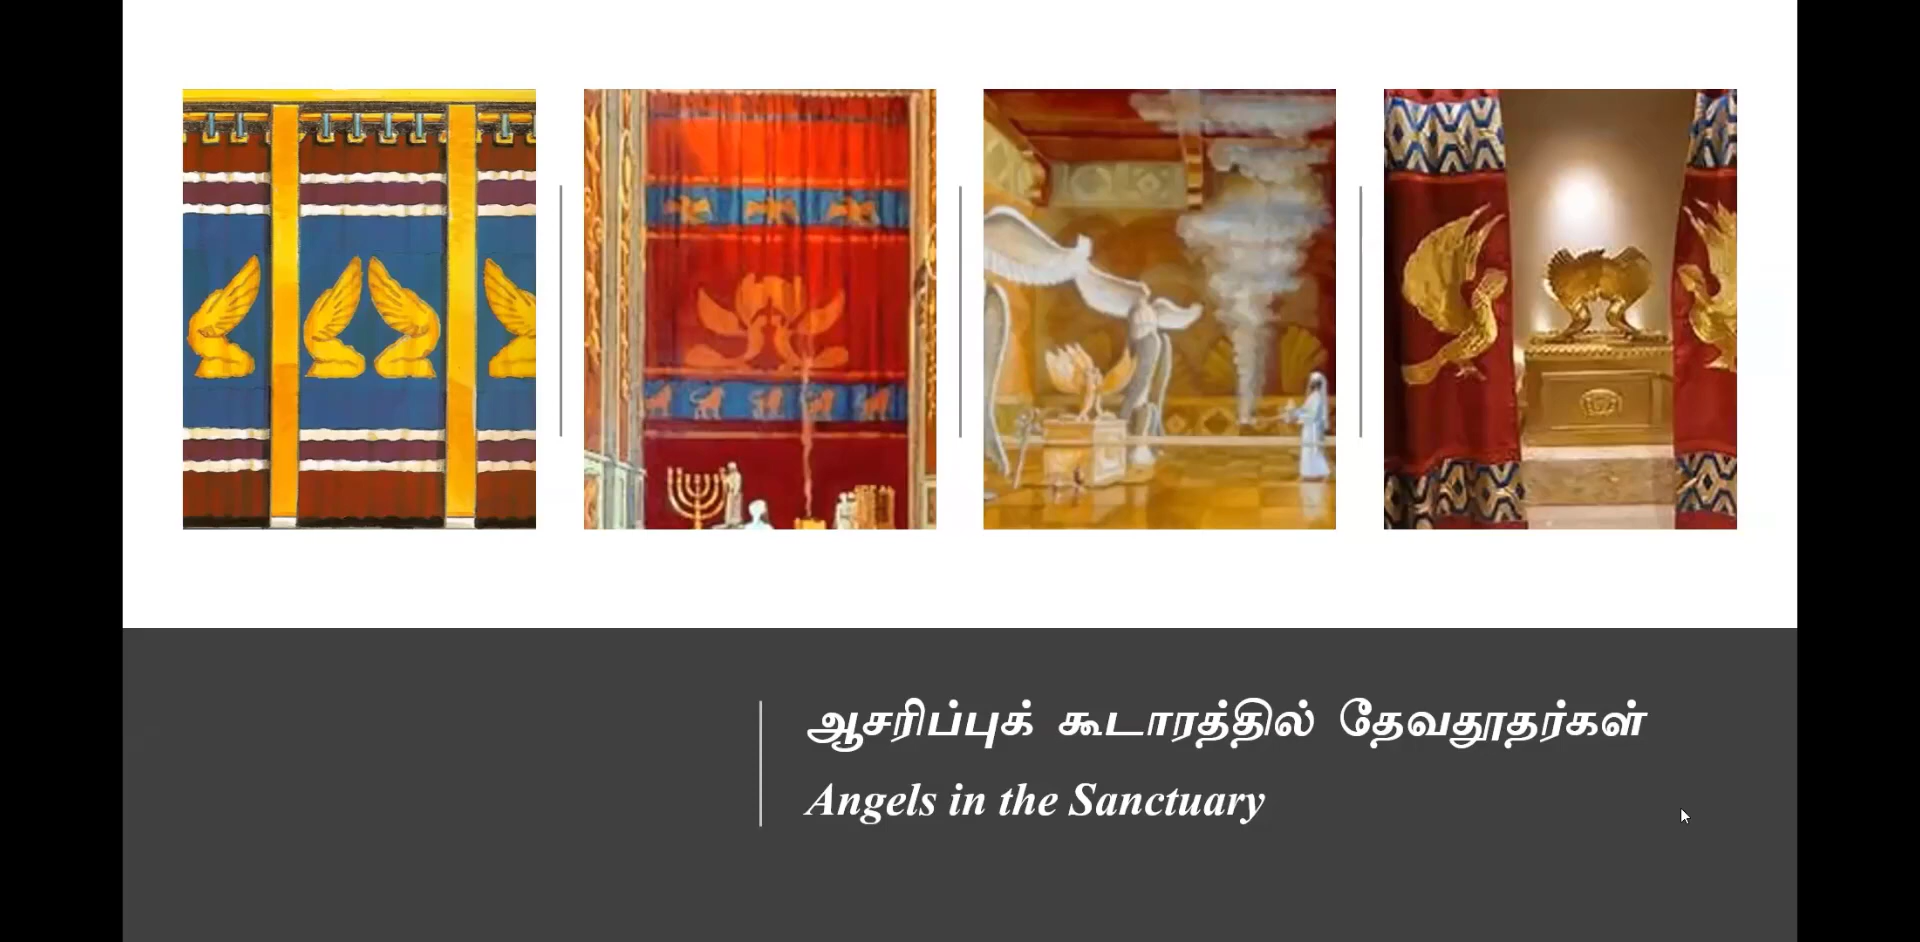 ஆசரிப்புக் கூடாரத்தில் தேவதூதர்கள்
Angels in the Sanctuary